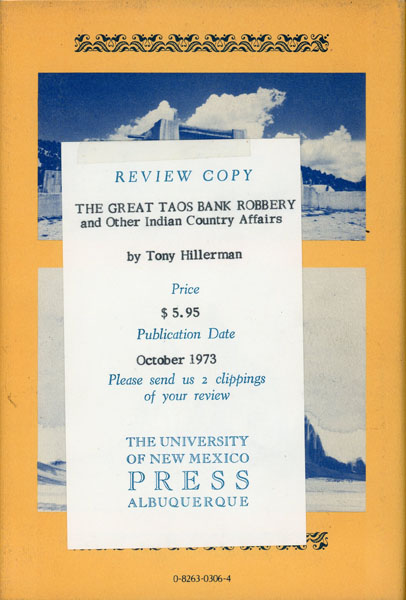 REVIEW COPY
THE GREAT TAOS BANK ROBBERY
and Other Indian Country Affairs
by Tony Hillerman
Price
$ 5.95
Publication Date
October 1973
Please send us 2 clippings
of your review
THE UNIVERSITY
OF NEW MEXICO
PRESS
ALBUQUERQUE
0-8263-0306-4